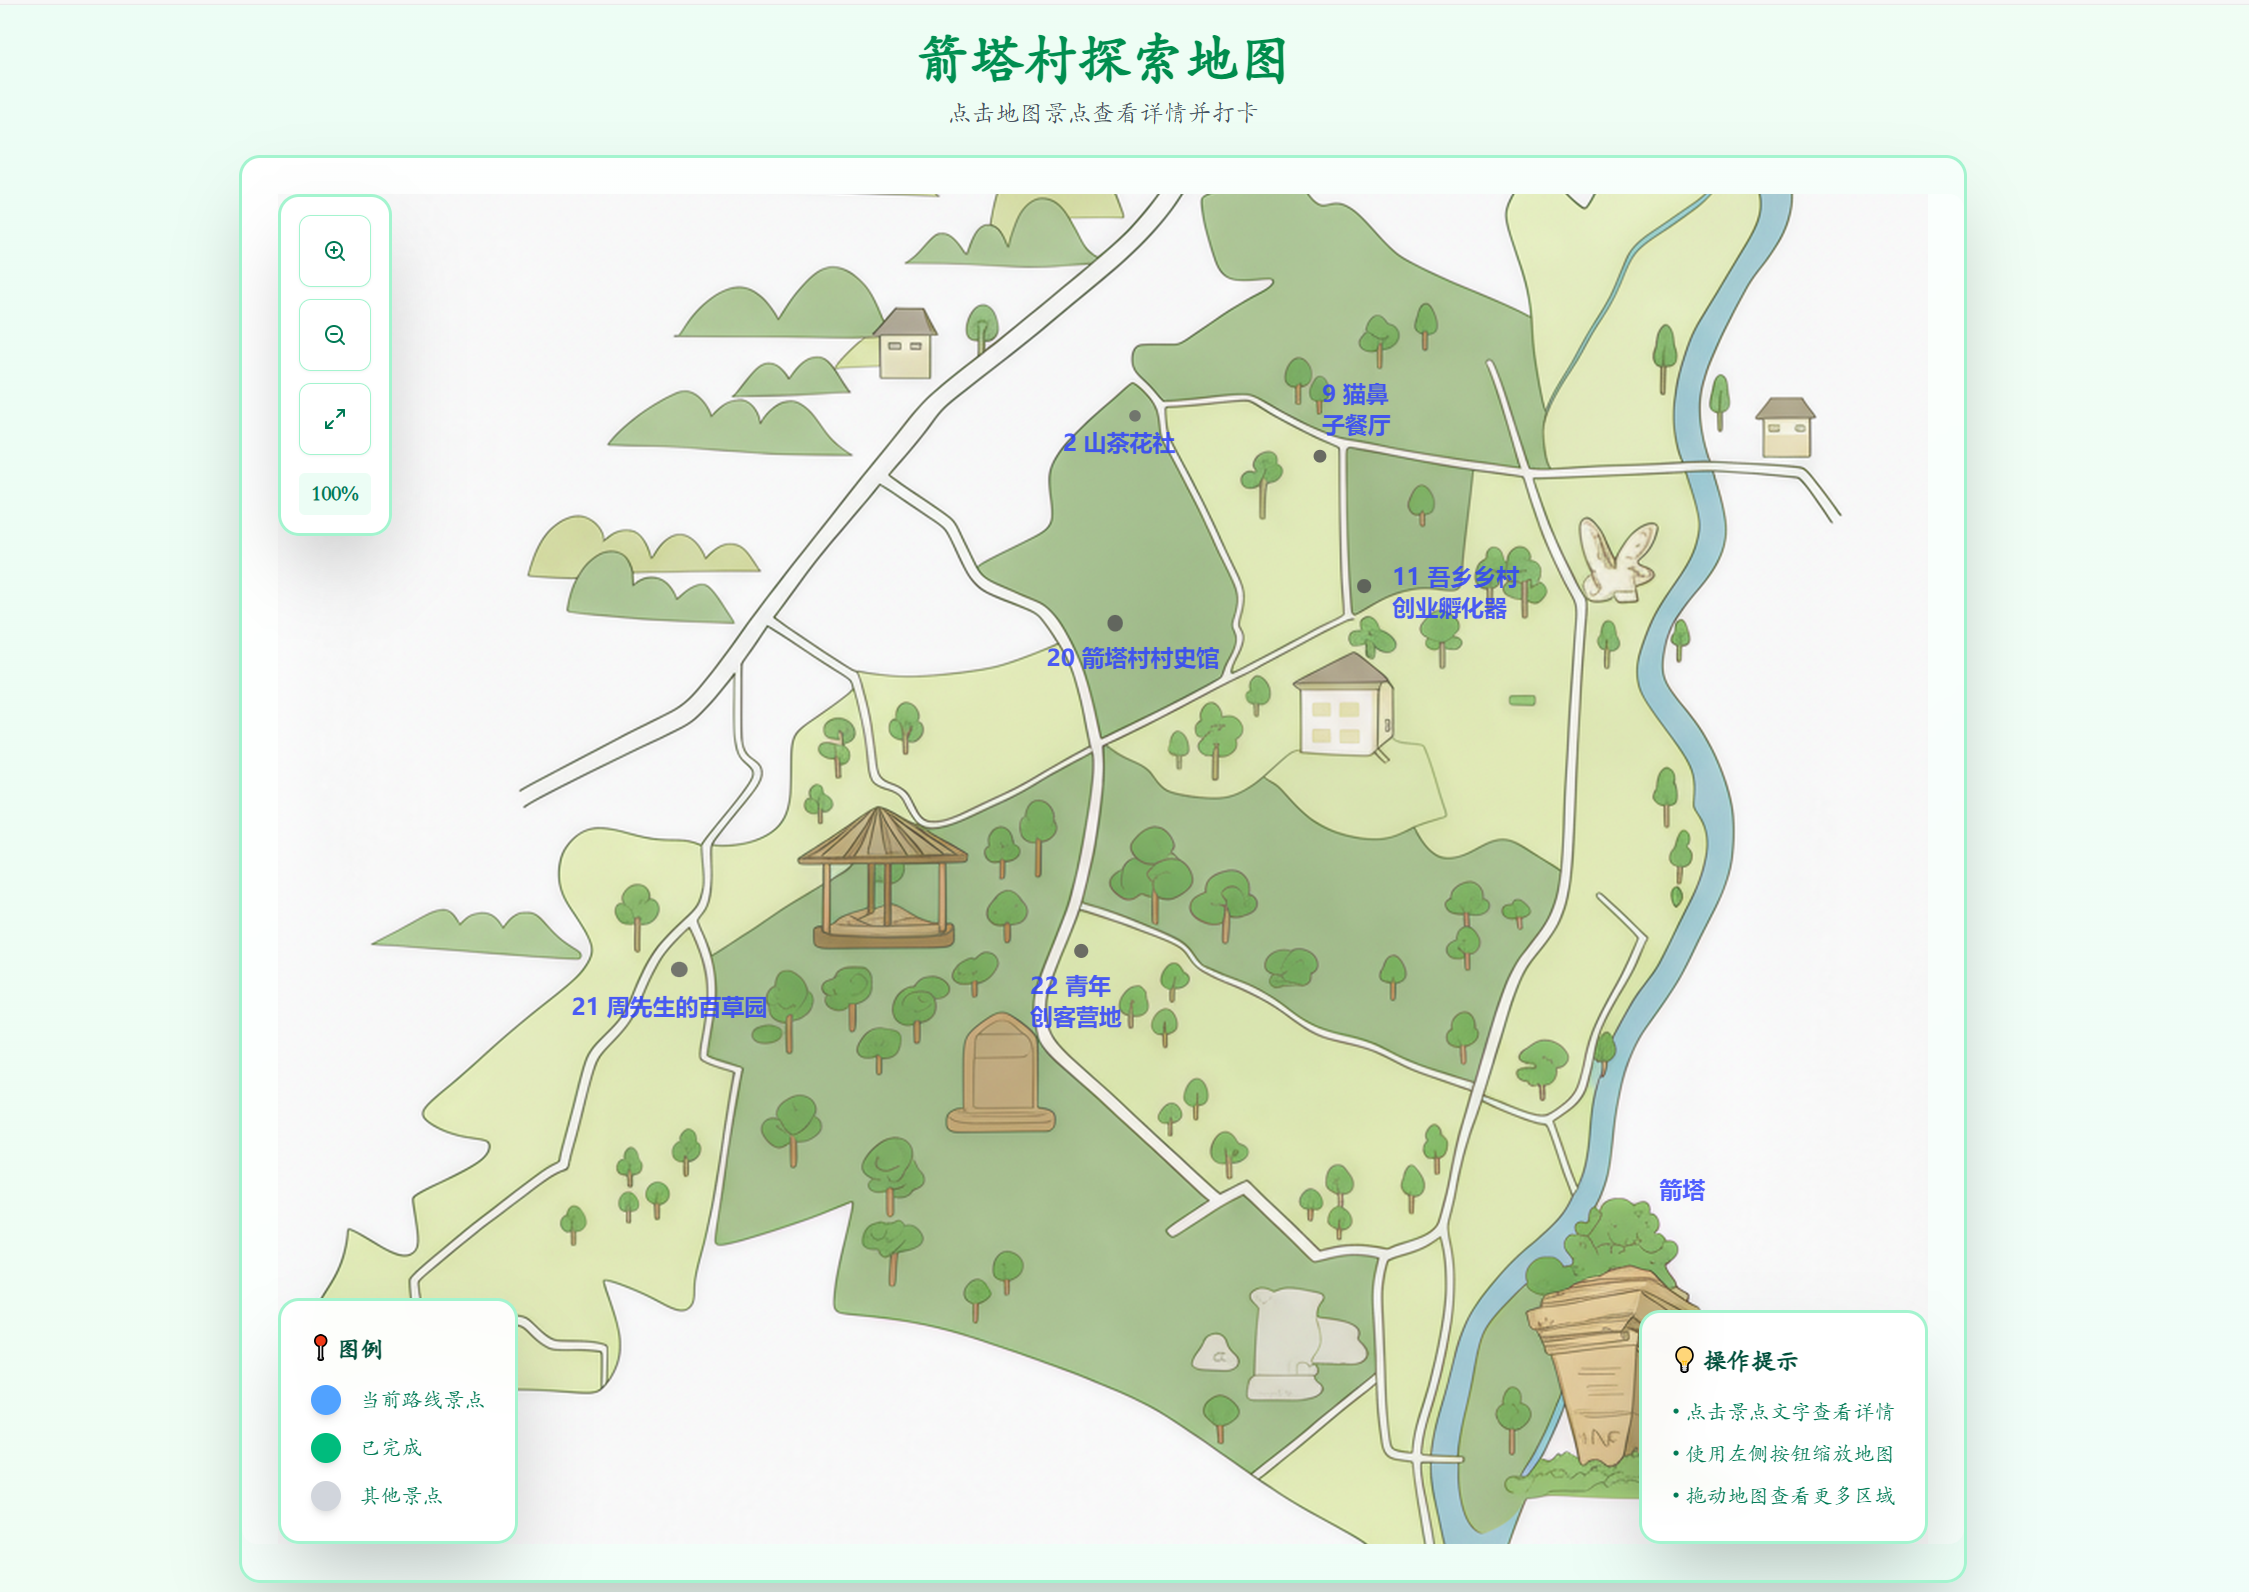 箭塔村探索地图
点击地图景点查看详情并打卡
100%
9 猫鼻
子餐厅
2 山茶花社
11 吾乡乡村
创业孵化器
20 箭塔村村史馆
22 青年
创客营地
21 周先生的百草园
箭塔
图例
当前路线景点
已完成
其他景点
操作提示
• 点击景点文字查看详情
• 使用左侧按钮缩放地图
• 拖动地图查看更多区域